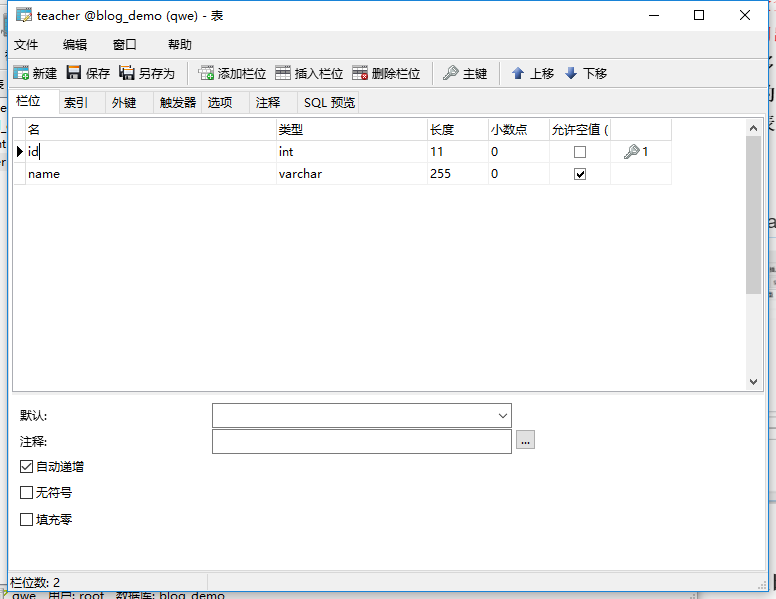 teacher @blog_demo (qwe) - 表
文件 编辑 窗口 帮助
新建 保存 另存为 添加栏位 插入栏位 删除栏位 主键 上移 下移
栏位 索引 外键 触发器 选项 注释 SQL 预览
名 类型 长度 小数点 允许空值 (
id int 11 0 1
name varchar 255 0
默认:
注释:
...
自动递增
无符号
填充零
栏位数: 2
qwe 用户: root 数据库: blog_demo